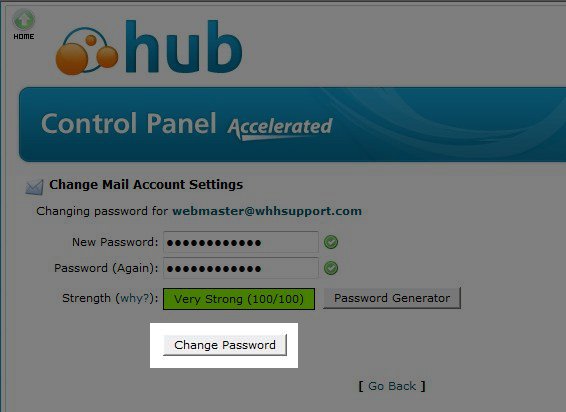 HOME
hub
Control Panel Accelerated
Change Mail Account Settings
Changing password for webmaster@whhsupport.com
New Password: ••••••••••••
Password (Again): ••••••••••••
Strength (why?): Very Strong (100/100) Password Generator
Change Password
[ Go Back ]